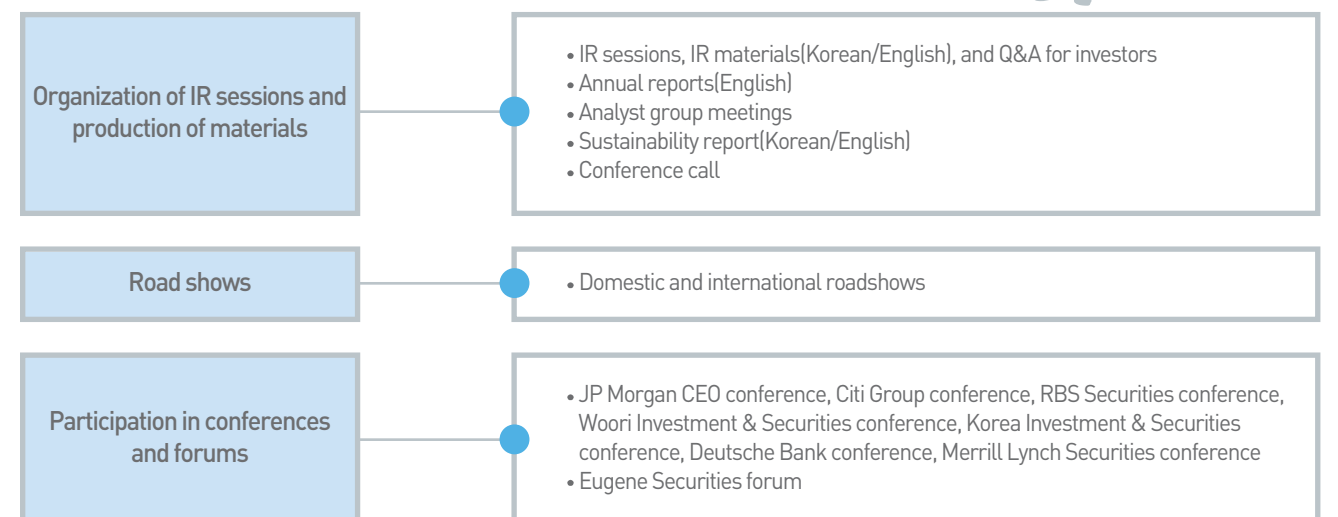 Organization of IR sessions and
production of materials
• IR sessions, IR materials(Korean/English), and Q&A for investors
• Annual reports(English)
• Analyst group meetings
• Sustainability report(Korean/English)
• Conference call
Road shows
• Domestic and international roadshows
Participation in conferences
and forums
• JP Morgan CEO conference, Citi Group conference, RBS Securities conference,
Woori Investment & Securities conference, Korea Investment & Securities
conference, Deutsche Bank conference, Merrill Lynch Securities conference
• Eugene Securities forum